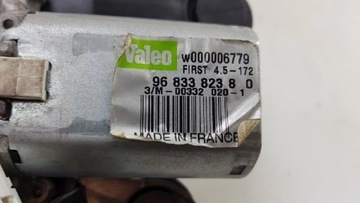 Valeo
w000006779
FIRST 4.5-172
96 833 823 8 0
3/M-00332 020-1
MADE IN FRANCE